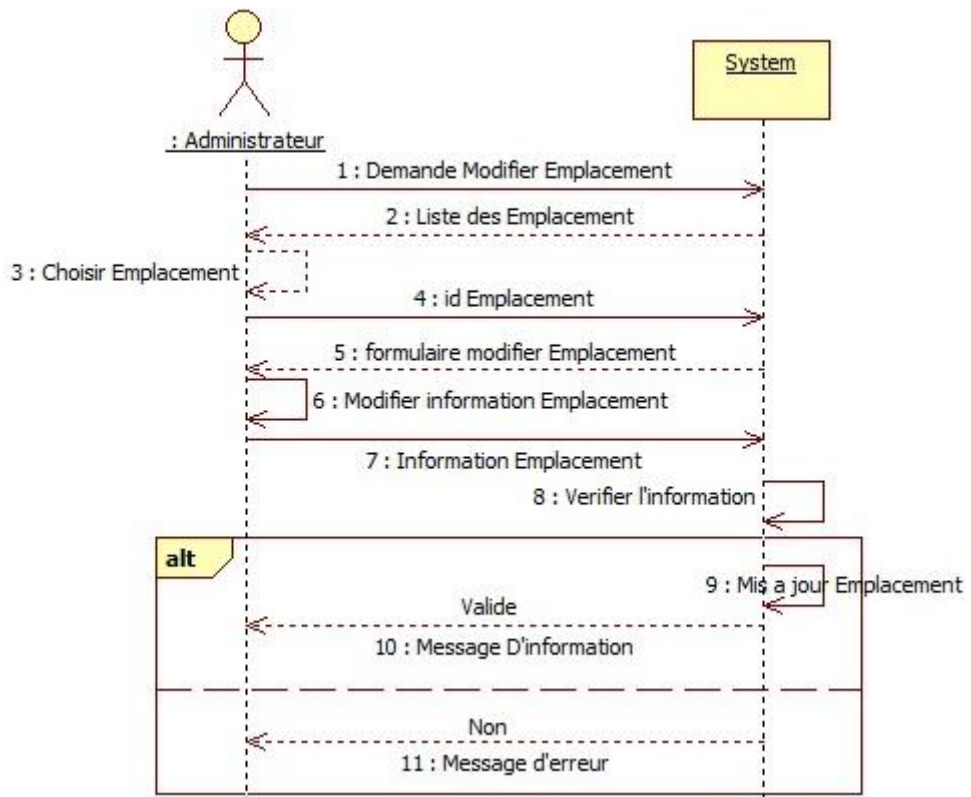 System
: Administrateur
1 : Demande Modifier Emplacement
2 : Liste des Emplacement
3 : Choisir Emplacement
4 : id Emplacement
5 : formulaire modifier Emplacement
6 : Modifier information Emplacement
7 : Information Emplacement
8 : Verifier l'information
alt
9 : Mis a jour Emplacement
Valide
10 : Message D'information
Non
11 : Message d'erreur